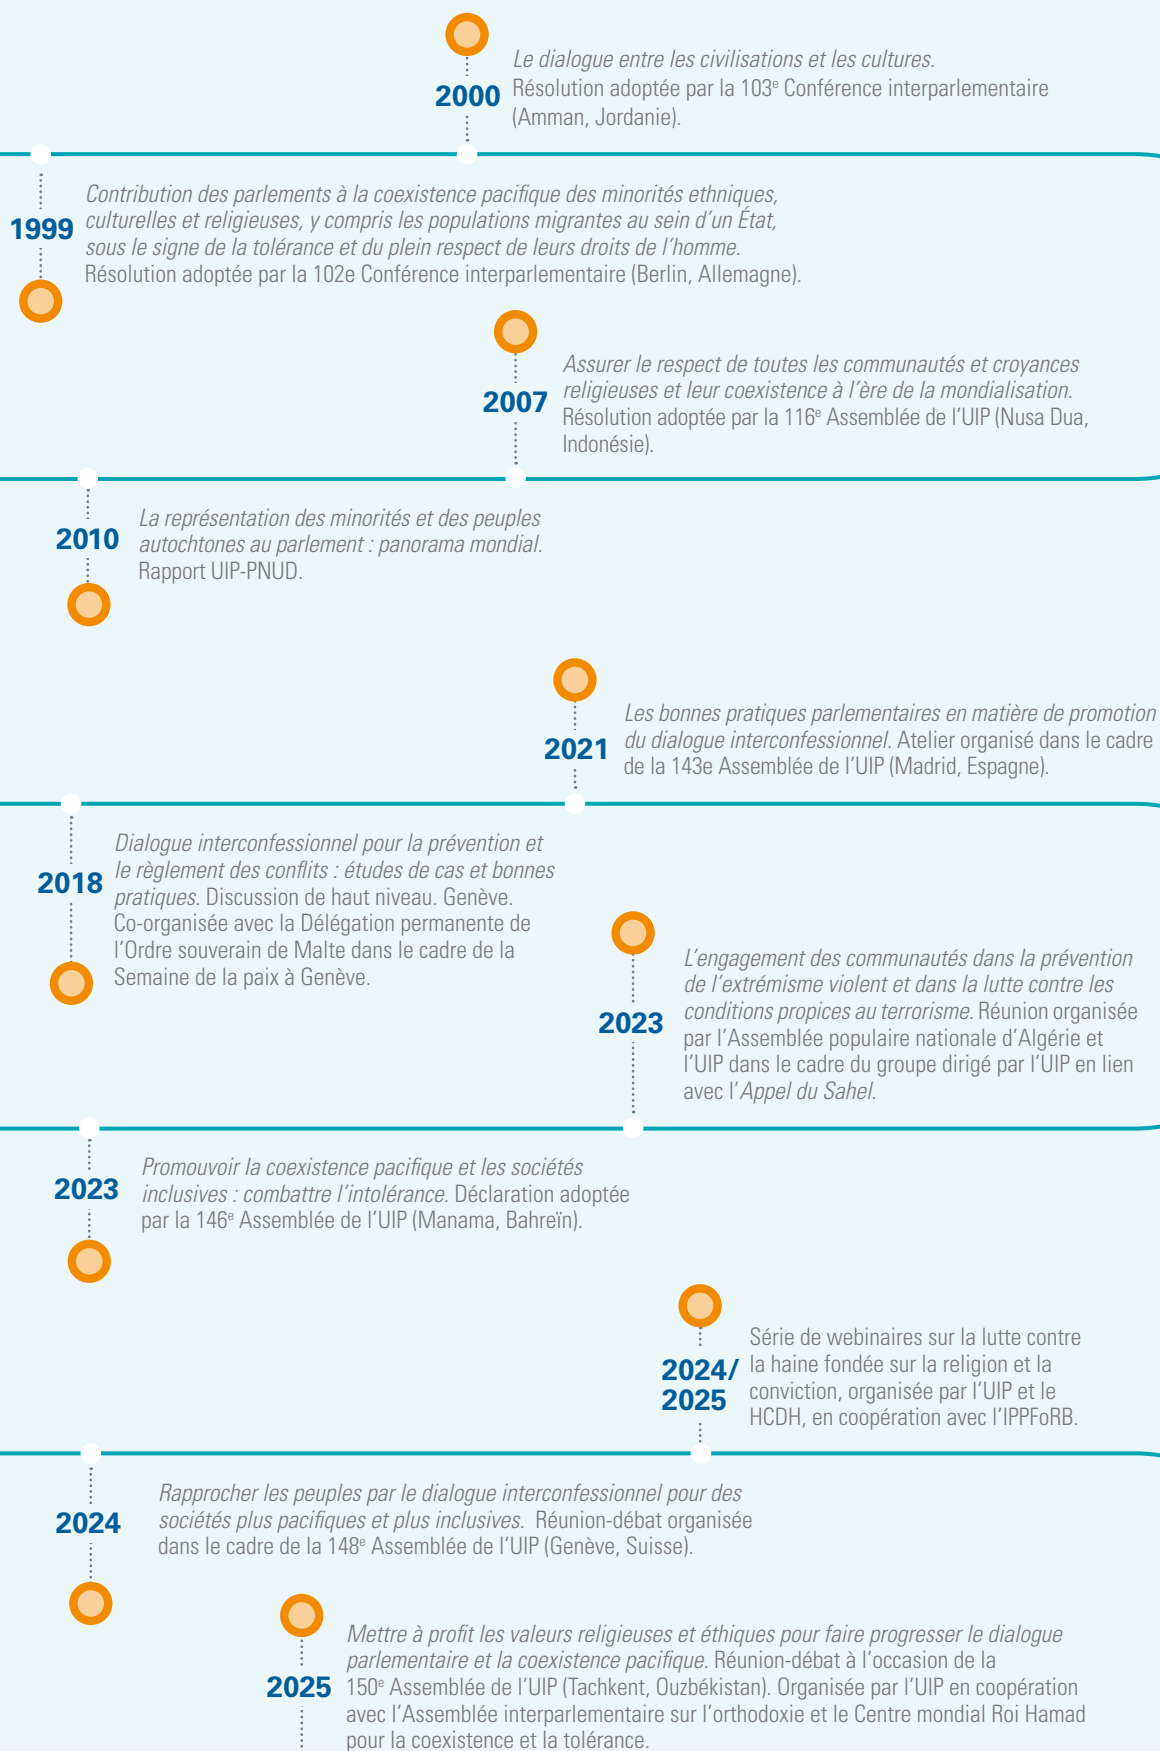 2000
Le dialogue entre les civilisations et les cultures.
Résolution adoptée par la 103e Conférence interparlementaire
(Amman, Jordanie).
1999
Contribution des parlements à la coexistence pacifique des minorités ethniques,
culturelles et religieuses, y compris les populations migrantes au sein d’un État,
sous le signe de la tolérance et du plein respect de leurs droits de l’homme.
Résolution adoptée par la 102e Conférence interparlementaire (Berlin, Allemagne).
2007
Assurer le respect de toutes les communautés et croyances
religieuses et leur coexistence à l’ère de la mondialisation.
Résolution adoptée par la 116e Assemblée de l’UIP (Nusa Dua,
Indonésie).
2010
La représentation des minorités et des peuples
autochtones au parlement : panorama mondial.
Rapport UIP-PNUD.
2021
Les bonnes pratiques parlementaires en matière de promotion
du dialogue interconfessionnel. Atelier organisé dans le cadre
de la 143e Assemblée de l’UIP (Madrid, Espagne).
2018
Dialogue interconfessionnel pour la prévention et
le règlement des conflits : études de cas et bonnes
pratiques. Discussion de haut niveau. Genève.
Co-organisée avec la Délégation permanente de
l’Ordre souverain de Malte dans le cadre de la
Semaine de la paix à Genève.
2023
L’engagement des communautés dans la prévention
de l’extrémisme violent et dans la lutte contre les
conditions propices au terrorisme. Réunion organisée
par l’Assemblée populaire nationale d’Algérie et
l’UIP dans le cadre du groupe dirigé par l’UIP en lien
avec l’Appel du Sahel.
2023
Promouvoir la coexistence pacifique et les sociétés
inclusives : combattre l’intolérance. Déclaration adoptée
par la 146e Assemblée de l’UIP (Manama, Bahreïn).
2024/
2025
Série de webinaires sur la lutte contre
la haine fondée sur la religion et la
conviction, organisée par l’UIP et le
HCDH, en coopération avec l’IPPFoRB.
2024
Rapprocher les peuples par le dialogue interconfessionnel pour des
sociétés plus pacifiques et plus inclusives. Réunion-débat organisée
dans le cadre de la 148e Assemblée de l’UIP (Genève, Suisse).
2025
Mettre à profit les valeurs religieuses et éthiques pour faire progresser le dialogue
parlementaire et la coexistence pacifique. Réunion-débat à l’occasion de la
150e Assemblée de l’UIP (Tachkent, Ouzbékistan). Organisée par l’UIP en coopération
avec l’Assemblée interparlementaire sur l’orthodoxie et le Centre mondial Roi Hamad
pour la coexistence et la tolérance.